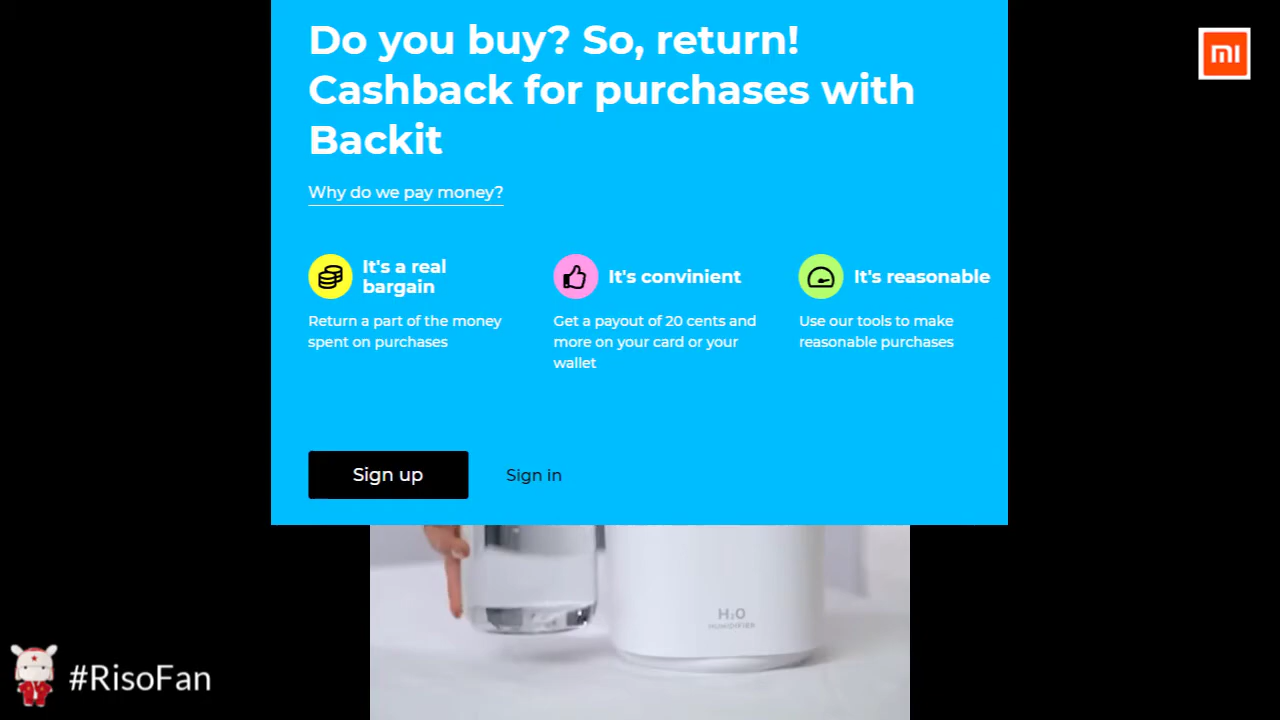 Do you buy? So, return!
Cashback for purchases with
Backit
Why do we pay money?
It's a real
bargain
Return a part of the money
spent on purchases
It's convinient
Get a payout of 20 cents and
more on your card or your
wallet
It's reasonable
Use our tools to make
reasonable purchases
Sign up
Sign in
mi
H₂O
HUMIDIFIER
#RisoFan